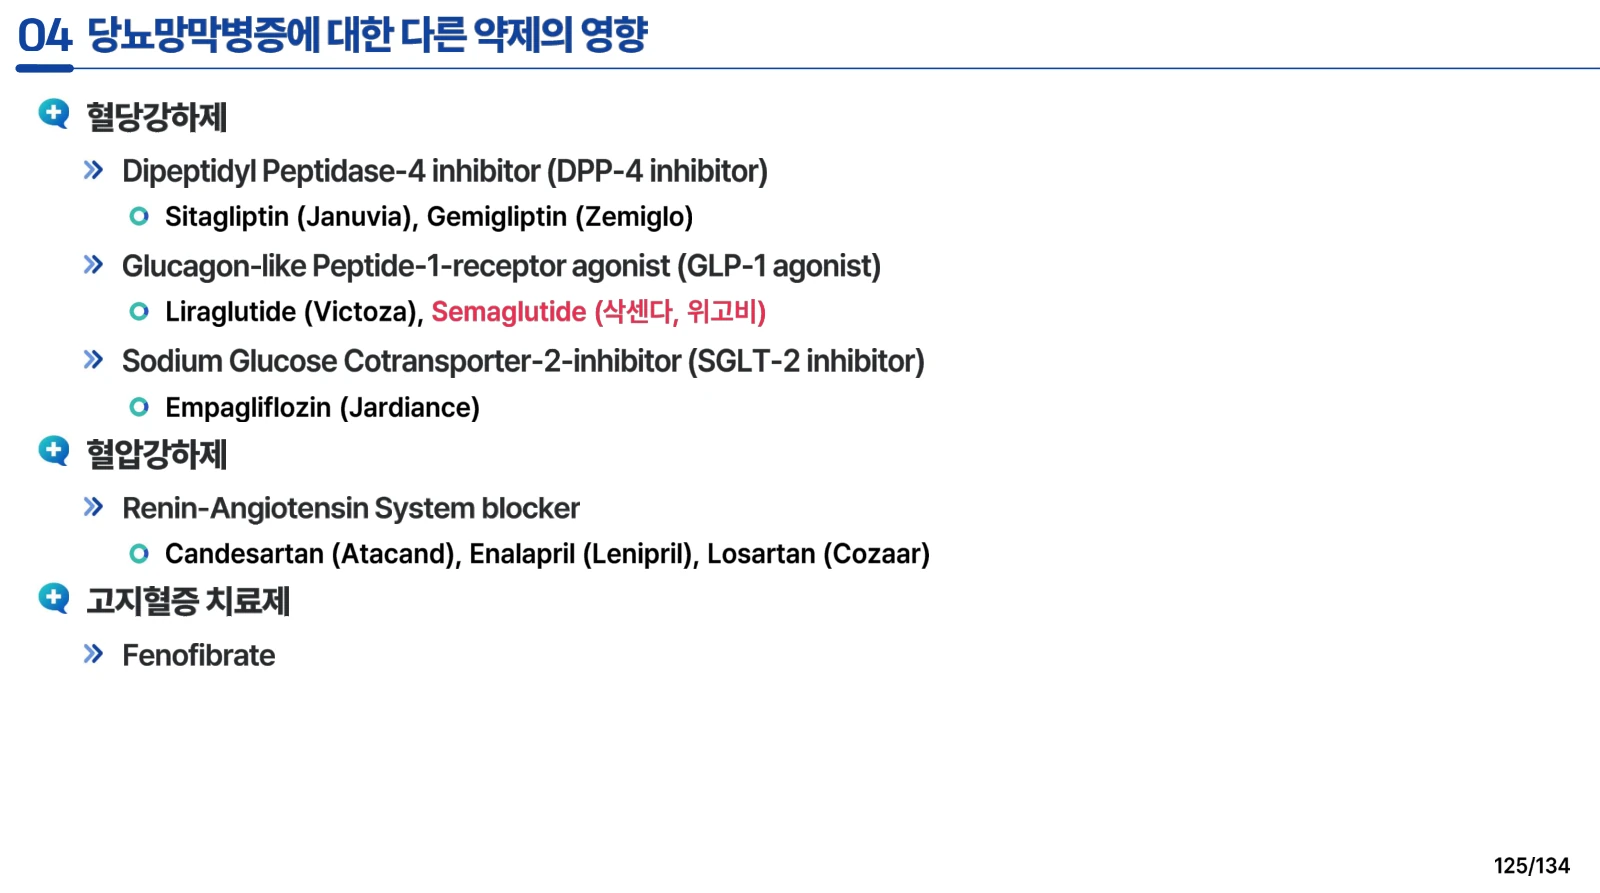 04 당뇨망막병증에 대한 다른 약제의 영향
혈당강하제
Dipeptidyl Peptidase-4 inhibitor (DPP-4 inhibitor)
Sitagliptin (Januvia), Gemigliptin (Zemiglo)
Glucagon-like Peptide-1-receptor agonist (GLP-1 agonist)
Liraglutide (Victoza), Semaglutide (삭센다, 위고비)
Sodium Glucose Cotransporter-2-inhibitor (SGLT-2 inhibitor)
Empagliflozin (Jardiance)
혈압강하제
Renin-Angiotensin System blocker
Candesartan (Atacand), Enalapril (Lenipril), Losartan (Cozaar)
고지혈증 치료제
Fenofibrate
125/134